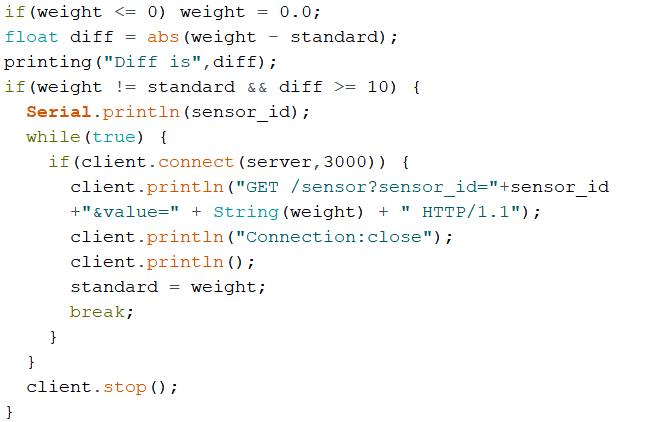 if(weight <= 0) weight = 0.0;
float diff = abs(weight - standard);
printing("Diff is",diff);
if(weight != standard && diff >= 10) {
  Serial.println(sensor_id);
  while(true) {
    if(client.connect(server,3000)) {
      client.println("GET /sensor?sensor_id="+sensor_id
      +"&value=" + String(weight) + " HTTP/1.1");
      client.println("Connection:close");
      client.println();
      standard = weight;
      break;
    }
  }
  client.stop();
}